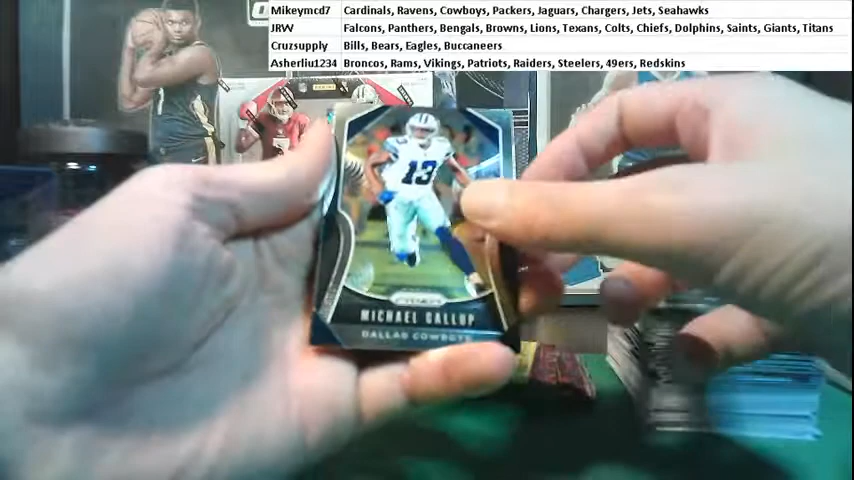 Mikeymcd7 Cardinals, Ravens, Cowboys, Packers, Jaguars, Chargers, Jets, Seahawks
JRW Falcons, Panthers, Bengals, Browns, Lions, Texans, Colts, Chiefs, Dolphins, Saints, Giants, Titans
Cruzsupply Bills, Bears, Eagles, Buccaneers
Asherliu1234 Broncos, Rams, Vikings, Patriots, Raiders, Steelers, 49ers, Redskins
PANINI
13
PRIZM
MICHAEL GALLUP
DALLAS COWBOYS